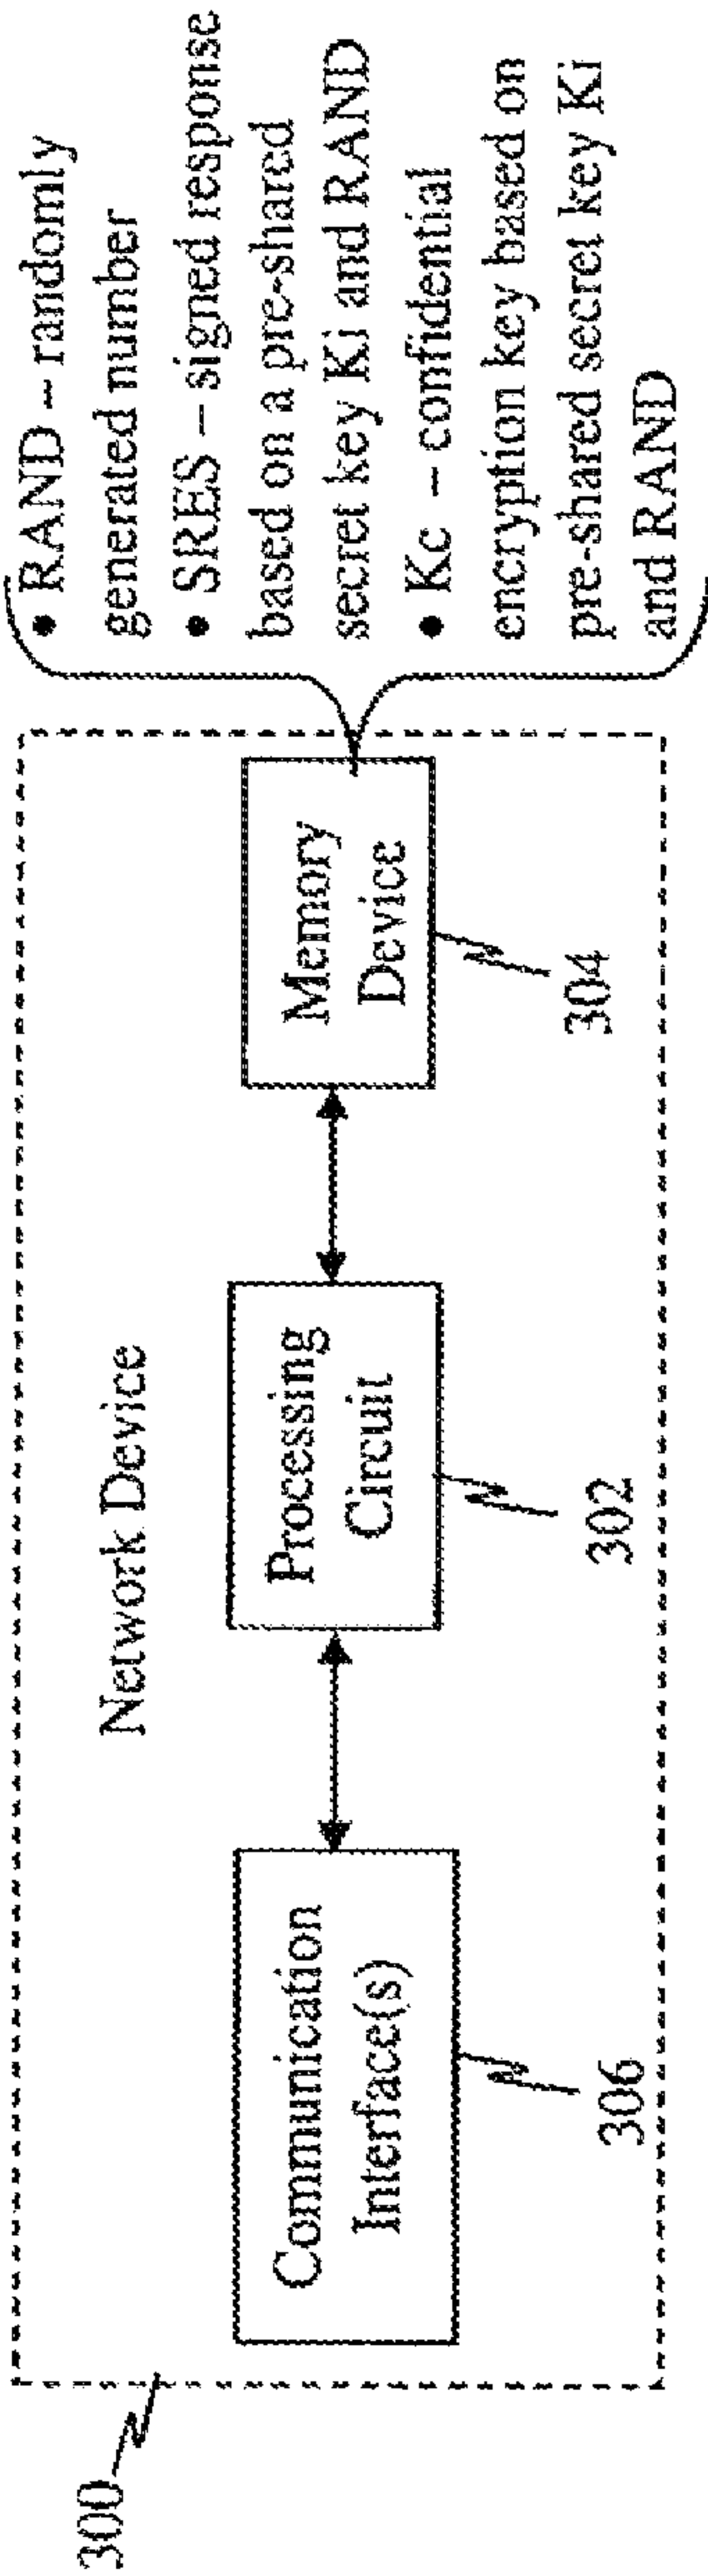 300
Network Device
Communication
Interface(s)
306
Processing
Circuit
302
Memory
Device
304
• RAND – randomly
generated number
• SRES – signed response
based on a pre-shared
secret key Ki and RAND
• Kc – confidential
encryption key based on
pre-shared secret key Ki
and RAND